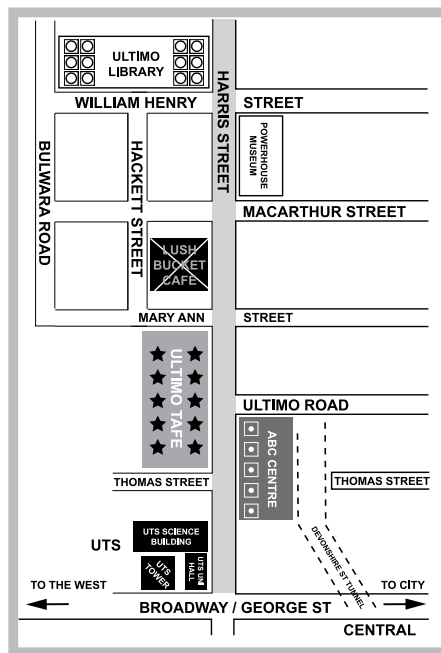 ULTIMO
LIBRARY
WILLIAM HENRY
STREET
HARRIS STREET
BULWARA ROAD
HACKETT
STREET
POWERHOUSE
MUSEUM
MACARTHUR STREET
LUSH
BUCKET
CAFE
MARY ANN
STREET
ULTIMO TAFE
ULTIMO ROAD
ABC CENTRE
THOMAS STREET
THOMAS STREET
UTS
UTS SCIENCE
BUILDING
UTS
TOWER
UTS UNI
HALL
DEVONSHIRE ST TUNNEL
TO THE WEST
TO CITY
BROADWAY / GEORGE ST
CENTRAL